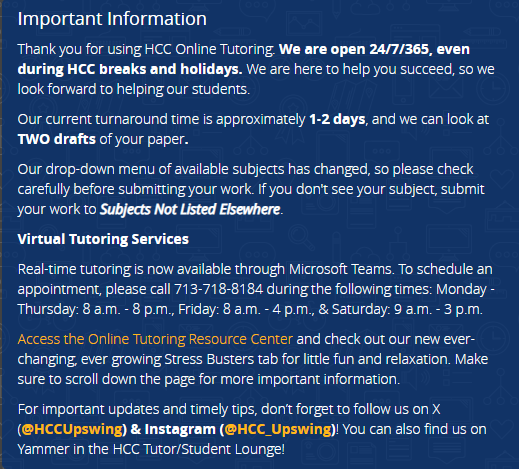 Important Information
Thank you for using HCC Online Tutoring. We are open 24/7/365, even
during HCC breaks and holidays. We are here to help you succeed, so we
look forward to helping our students.
Our current turnaround time is approximately 1-2 days, and we can look at
TWO drafts of your paper.
Our drop-down menu of available subjects has changed, so please check
carefully before submitting your work. If you don't see your subject, submit
your work to Subjects Not Listed Elsewhere.
Virtual Tutoring Services
Real-time tutoring is now available through Microsoft Teams. To schedule an
appointment, please call 713-718-8184 during the following times: Monday -
Thursday: 8 a.m. - 8 p.m., Friday: 8 a.m. - 4 p.m., & Saturday: 9 a.m. - 3 p.m.
Access the Online Tutoring Resource Center and check out our new ever-
changing, ever growing Stress Busters tab for little fun and relaxation. Make
sure to scroll down the page for more important information.
For important updates and timely tips, don't forget to follow us on X
(@HCCUpswing) & Instagram (@HCC_Upswing)! You can also find us on
Yammer in the HCC Tutor/Student Lounge!